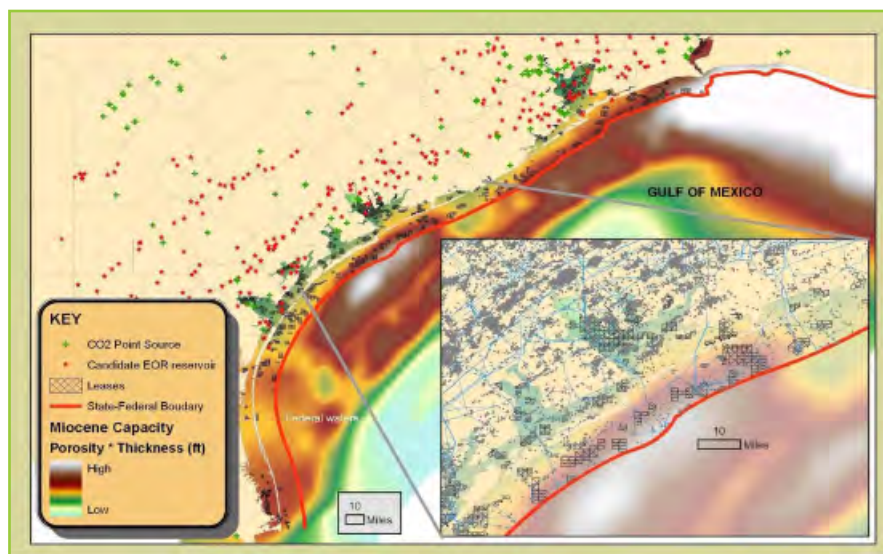 GULF OF MEXICO
Federal waters
KEY
CO2 Point Source
Candidate EOR reservoir
Leases
State-Federal Boudary
Miocene Capacity
Porosity * Thickness (ft)
High
Low
10
Miles
10
Miles